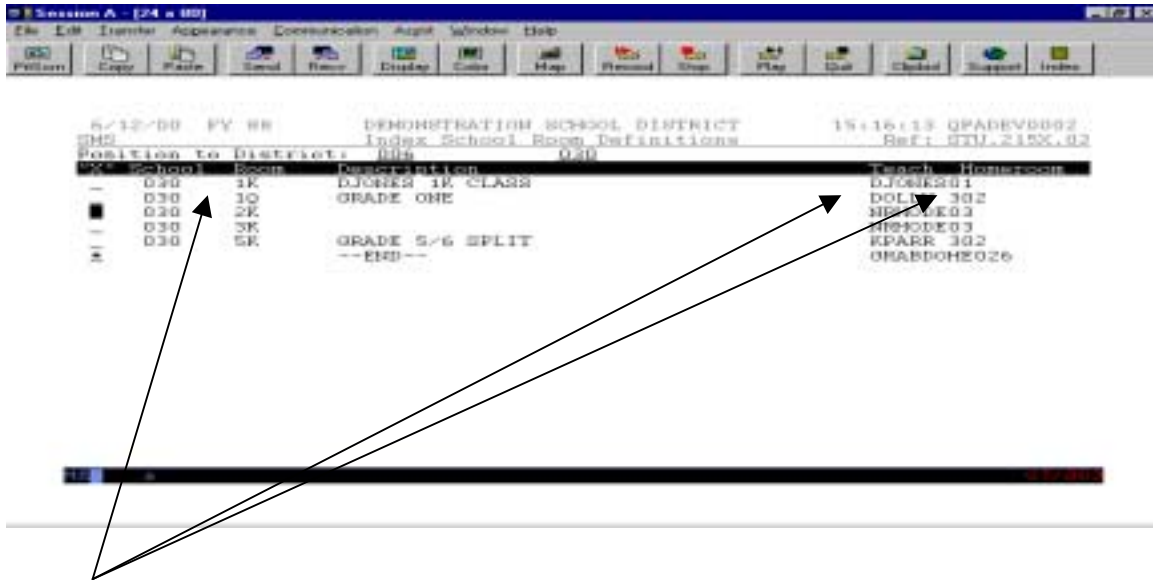 Session A - [24 x 80]
File Edit Transfer Appearance Communication Assist Window Help
PrtScrn Copy Paste Send Recv Display Color Map Record Stop Play Quit Clipbrd Support Index
6/12/00 FY 00 DEMONSTRATION SCHOOL DISTRICT 15:16:13 QPADEV0002
SMS Index School Room Definitions Ref: STU.215X.02
Position to District: 006 030
"X" School Room Description Teach Homeroom
_ 030 1K DJONES 1K CLASS DJONES01
030 1Q GRADE ONE 302
030 2K
_ 030 3K
_ 030 5K GRADE 5/6 SPLIT KPARR 302
--END--